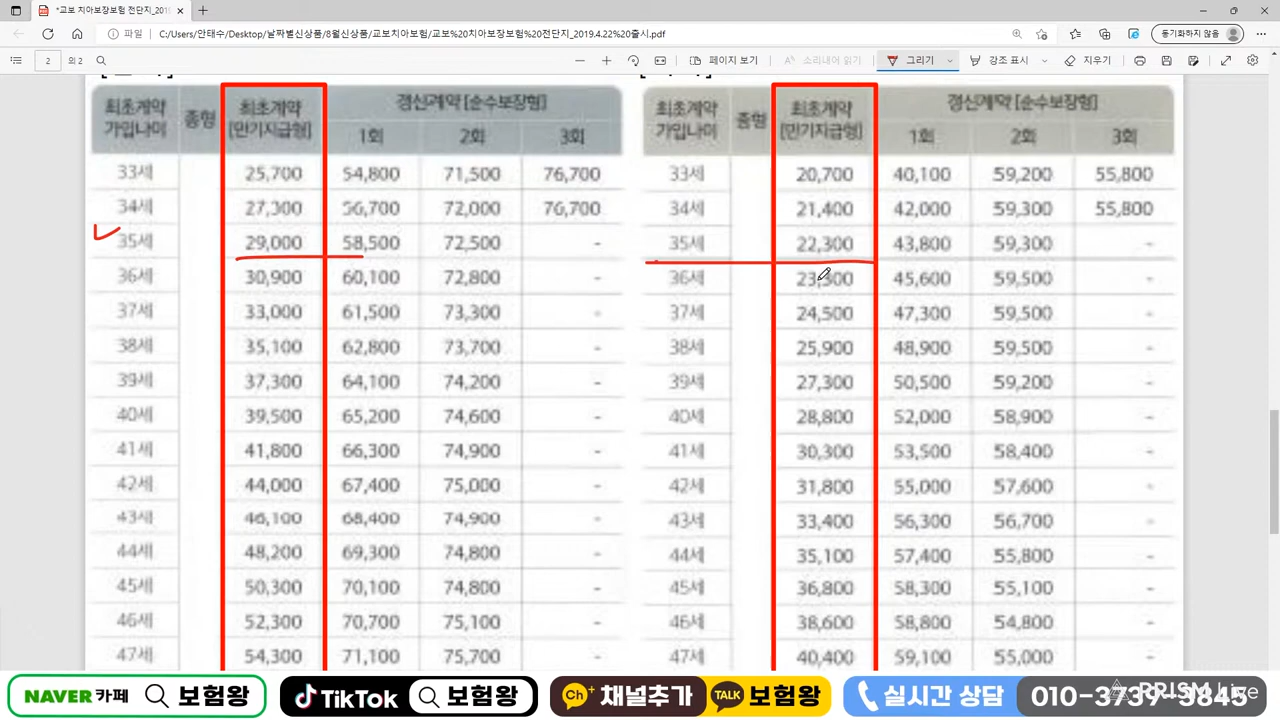 *교보 치아보장보험 전단지_2019
파일
C:/Users/안태수/Desktop/날짜별신상품/8월신상품/교보치아보험/교보%20치아보장보험%20전단지_2019.4.22%20출시.pdf
동기화하지 않음
2
의 2
페이지 보기
소리내어 읽기
그리기
강조 표시
지우기
최초계약
가입나이
종형
최초계약
[만기지급형]
갱신계약 [순수보장형]
1회 2회 3회
33세 25,700 54,800 71,500 76,700
34세 27,300 56,700 72,000 76,700
35세 29,000 58,500 72,500 -
36세 30,900 60,100 72,800 -
37세 33,000 61,500 73,300 -
38세 35,100 62,800 73,700 -
39세 37,300 64,100 74,200 -
40세 39,500 65,200 74,600 -
41세 41,800 66,300 74,900 -
42세 44,000 67,400 75,000 -
43세 46,100 68,400 74,900 -
44세 48,200 69,300 74,800 -
45세 50,300 70,100 74,800 -
46세 52,300 70,700 75,100 -
47세 54,300 71,100 75,700 -
최초계약
가입나이
종형
최초계약
[만기지급형]
갱신계약 [순수보장형]
1회 2회 3회
33세 20,700 40,100 59,200 55,800
34세 21,400 42,000 59,300 55,800
35세 22,300 43,800 59,300 -
36세 23,300 45,600 59,500 -
37세 24,500 47,300 59,500 -
38세 25,900 48,900 59,500 -
39세 27,300 50,500 59,200 -
40세 28,800 52,000 58,900 -
41세 30,300 53,500 58,400 -
42세 31,800 55,000 57,600 -
43세 33,400 56,300 56,700 -
44세 35,100 57,400 55,800 -
45세 36,800 58,300 55,100 -
46세 38,600 58,800 54,800 -
47세 40,400 59,100 55,000 -
NAVER 카페 보험왕
TikTok 보험왕
Ch+ 채널추가 TALK 보험왕
실시간 상담 010-3739-5845
PRISM Live